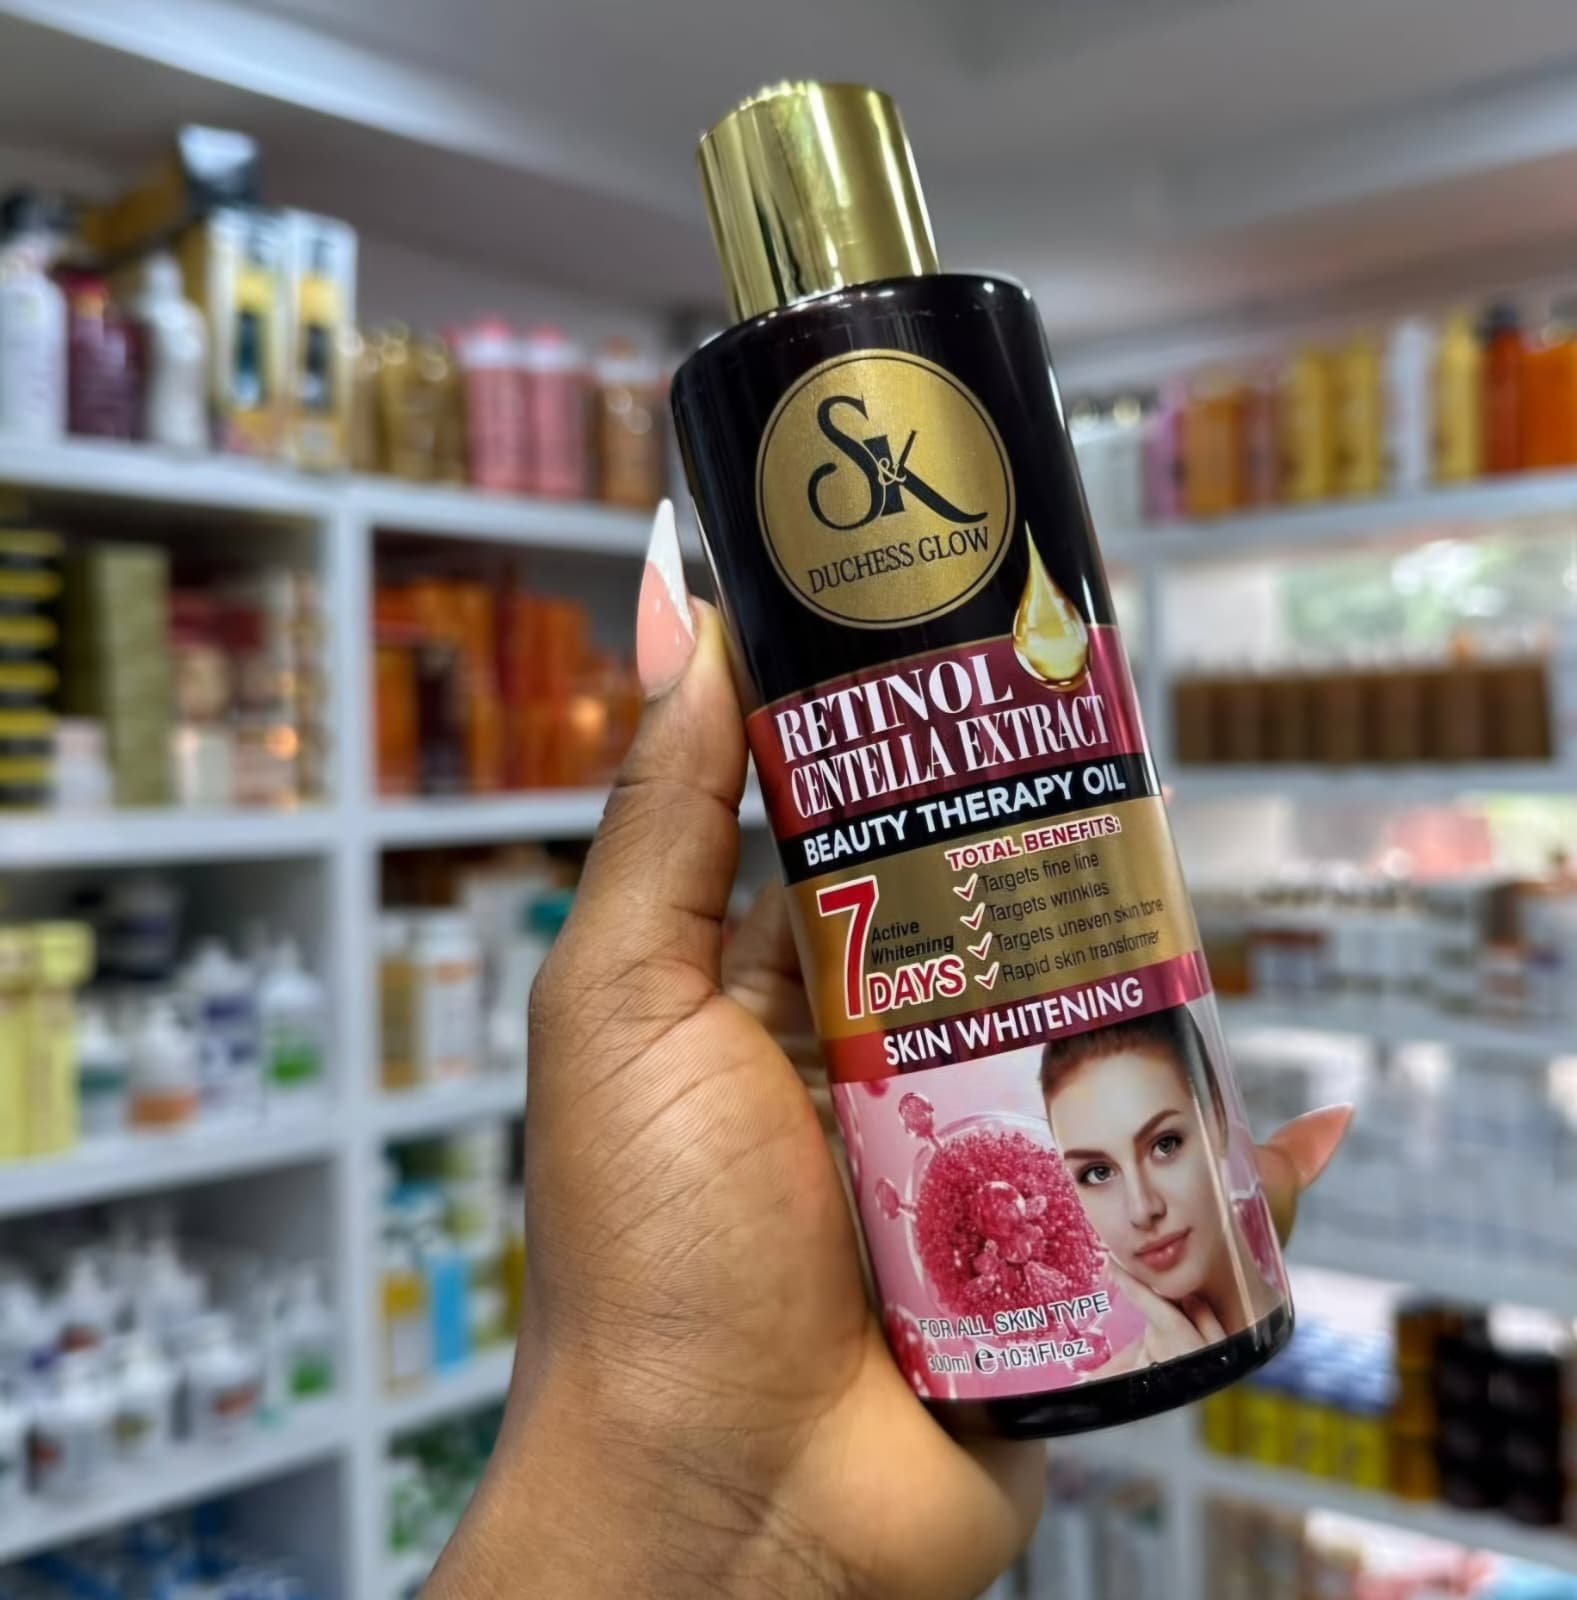 S&K
DUCHESS GLOW
RETINOL
CENTELLA EXTRACT
BEAUTY THERAPY OIL
7
Active
Whitening
DAYS
TOTAL BENEFITS:
Targets fine line
Targets wrinkles
Targets uneven skin tone
Rapid skin transformer
SKIN WHITENING
FOR ALL SKIN TYPE
300ml e 10.1Fl.oz.